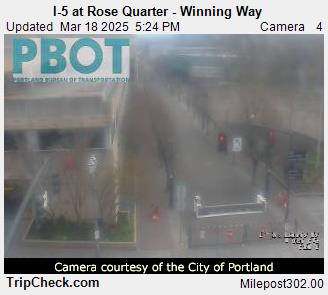 I-5 at Rose Quarter - Winning Way
Updated Mar 18 2025 5:24 PM Camera 4
PBOT
PORTLAND BUREAU OF TRANSPORTATION
Camera courtesy of the City of Portland
TripCheck.com Milepost302.00